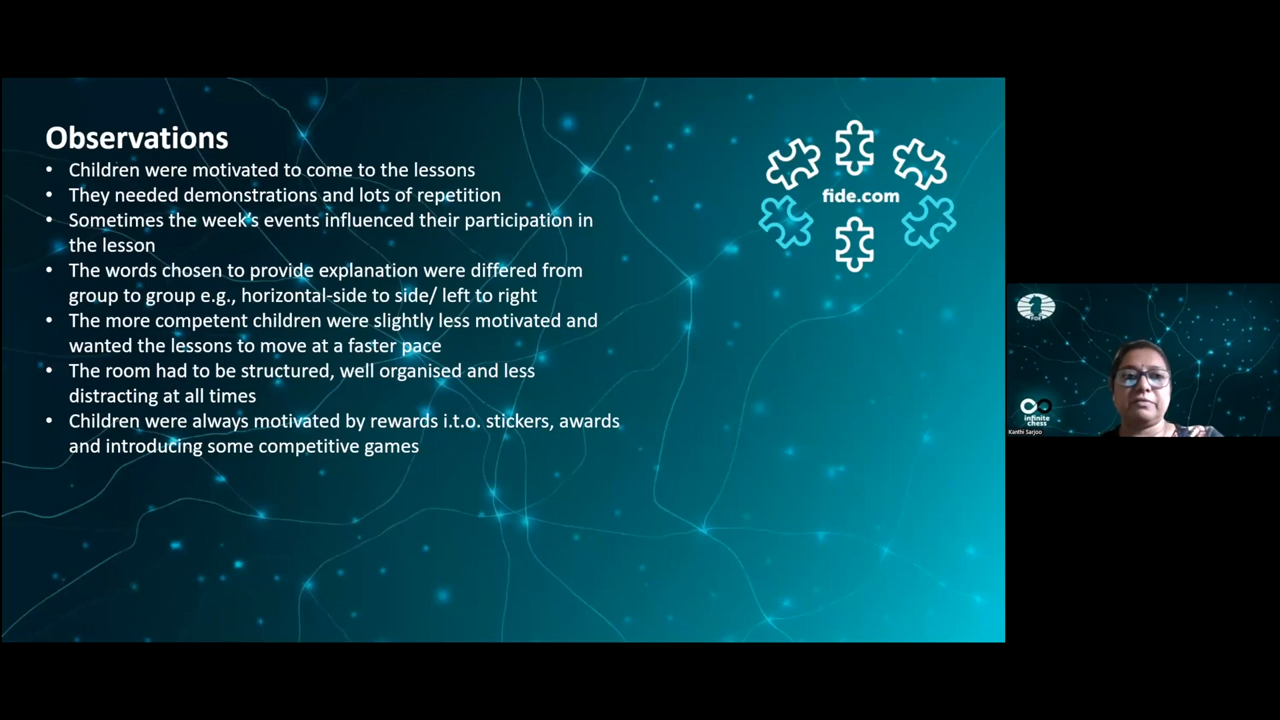 Observations
• Children were motivated to come to the lessons
• They needed demonstrations and lots of repetition
• Sometimes the week's events influenced their participation in
the lesson
• The words chosen to provide explanation were differed from
group to group e.g., horizontal-side to side/ left to right
• The more competent children were slightly less motivated and
wanted the lessons to move at a faster pace
• The room had to be structured, well organised and less
distracting at all times
• Children were always motivated by rewards i.t.o. stickers, awards
and introducing some competitive games
fide.com
infinite
chess
Kanthi Sarjoo